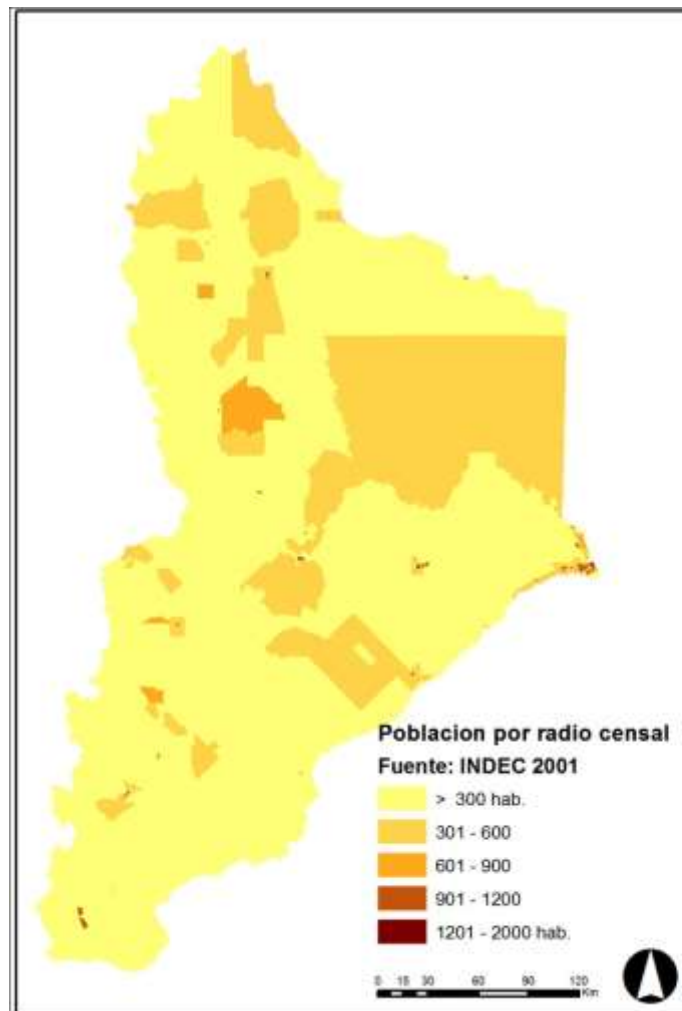 Poblacion por radio censal
Fuente: INDEC 2001
> 300 hab.
301 - 600
601 - 900
901 - 1200
1201 - 2000 hab.
0 15 30 60 90 120
Km